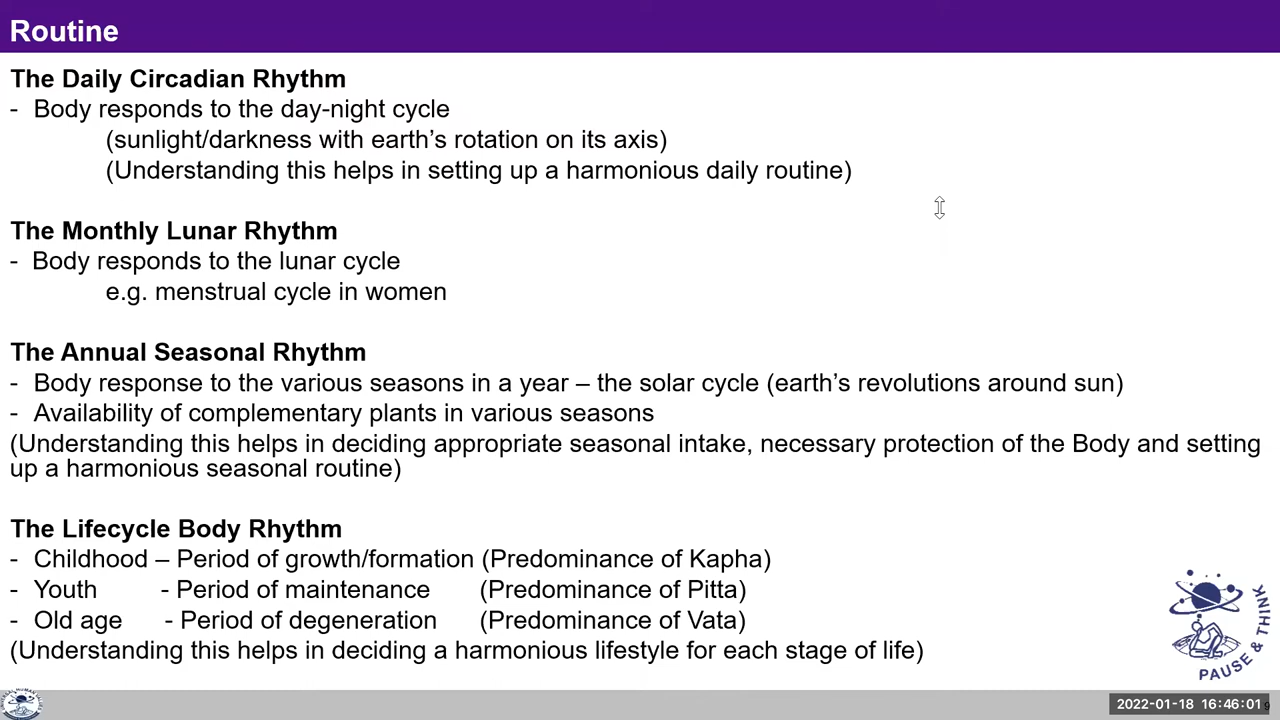 Routine
The Daily Circadian Rhythm
- Body responds to the day-night cycle
(sunlight/darkness with earth’s rotation on its axis)
(Understanding this helps in setting up a harmonious daily routine)
The Monthly Lunar Rhythm
- Body responds to the lunar cycle
e.g. menstrual cycle in women
The Annual Seasonal Rhythm
- Body response to the various seasons in a year – the solar cycle (earth’s revolutions around sun)
- Availability of complementary plants in various seasons
(Understanding this helps in deciding appropriate seasonal intake, necessary protection of the Body and setting
up a harmonious seasonal routine)
The Lifecycle Body Rhythm
- Childhood – Period of growth/formation (Predominance of Kapha)
- Youth - Period of maintenance (Predominance of Pitta)
- Old age - Period of degeneration (Predominance of Vata)
(Understanding this helps in deciding a harmonious lifestyle for each stage of life)
PAUSE & THINK
2022-01-18 16:46:01
9